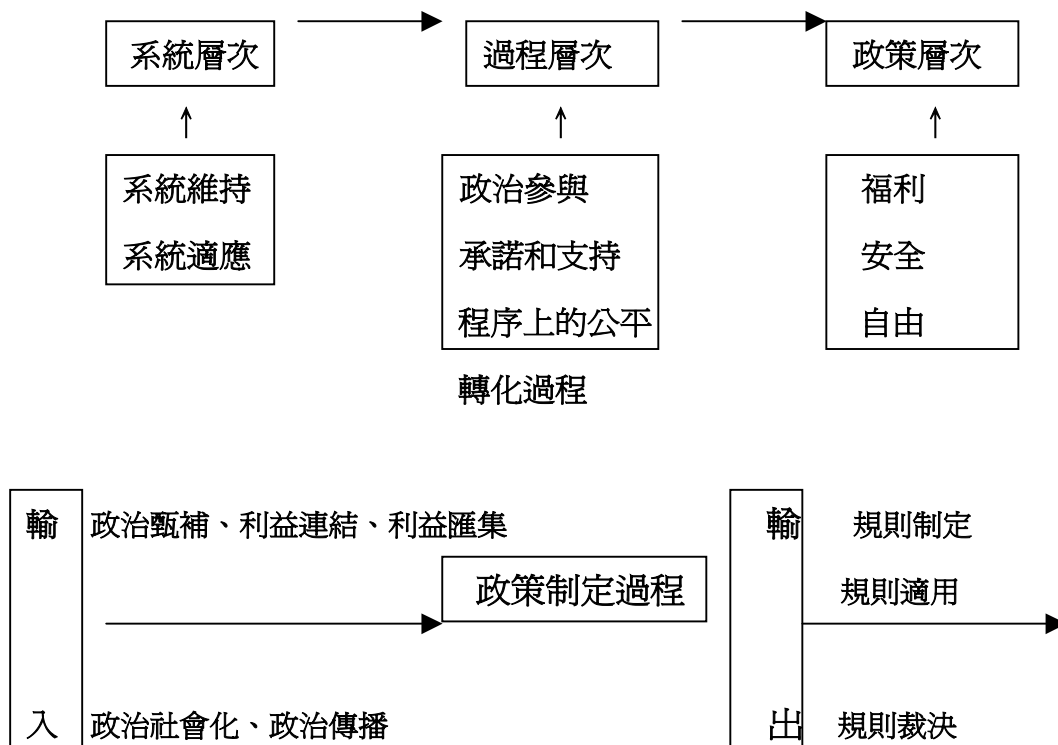 系統層次 過程層次 政策層次
系統維持 政治參與 福利
系統適應 承諾和支持 安全
程序上的公平 自由
轉化過程
輸 政治甄補、利益連結、利益匯集 輸 規則制定
政策制定過程 規則適用
入 政治社會化、政治傳播 出 規則裁決